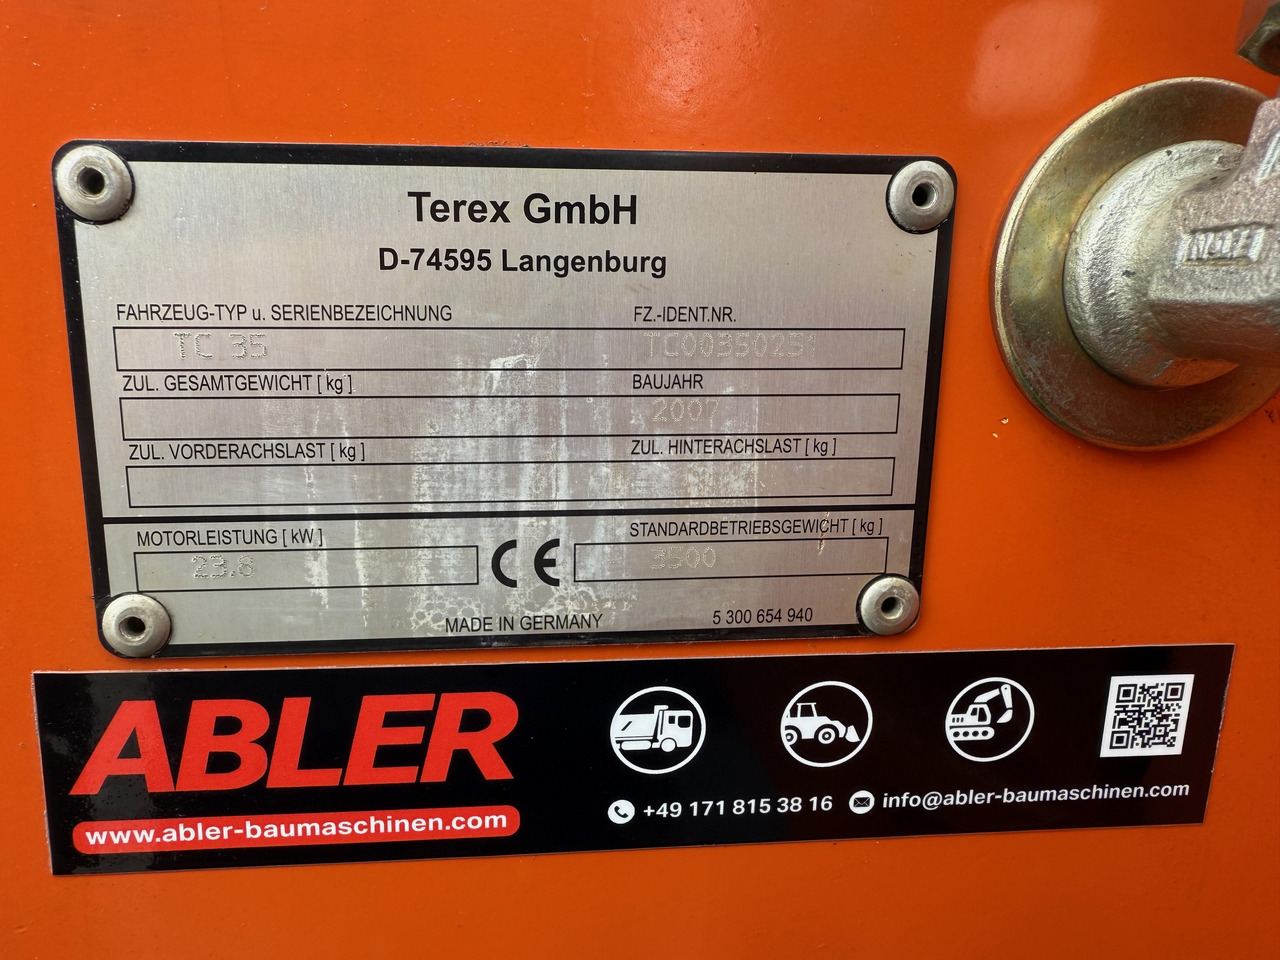 Terex GmbH
D-74595 Langenburg
FAHRZEUG-TYP u. SERIENBEZEICHNUNG FZ.-IDENT.NR.
TC 35 TC00350251
ZUL. GESAMTGEWICHT [ kg ] BAUJAHR
2007
ZUL. VORDERACHSLAST [ kg ] ZUL. HINTERACHSLAST [ kg ]
MOTORLEISTUNG [ kW ] STANDARDBETRIEBSGEWICHT [ kg ]
23.8 CE 3500
MADE IN GERMANY 5 300 654 940
ABLER
www.abler-baumaschinen.com
+49 171 815 38 16 info@abler-baumaschinen.com